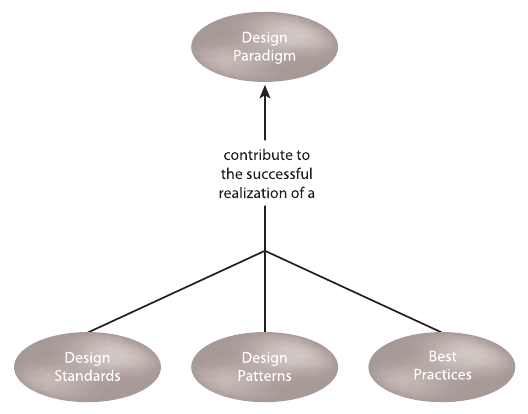 Design
Paradigm
contribute to
the successful
realization of a
Design
Standards
Design
Patterns
Best
Practices